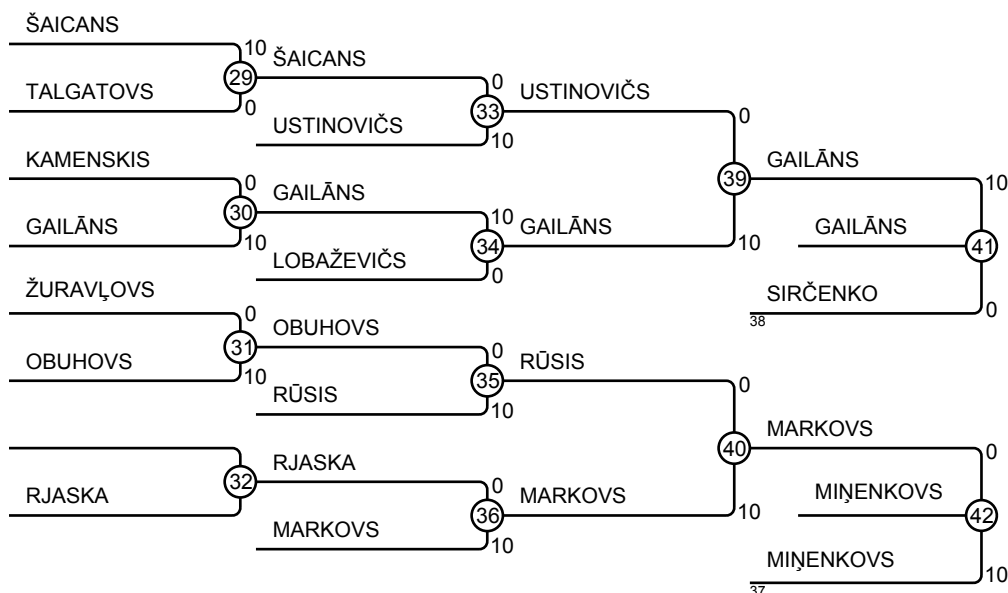 ŠAICANS
10
29
ŠAICANS
TALGATOVS
0
0
33
USTINOVIČS
USTINOVIČS
10
0
KAMENSKIS
0
30
GAILĀNS
39
GAILĀNS
10
GAILĀNS
10
10
34
GAILĀNS
10
GAILĀNS
41
LOBAŽEVIČS
0
SIRČENKO
0
38
ŽURAVĻOVS
0
31
OBUHOVS
OBUHOVS
10
0
35
RŪSIS
RŪSIS
10
0
40
MARKOVS
0
32
RJASKA
RJASKA
0
36
MARKOVS
10
MIŅENKOVS
42
MARKOVS
10
MIŅENKOVS
10
37